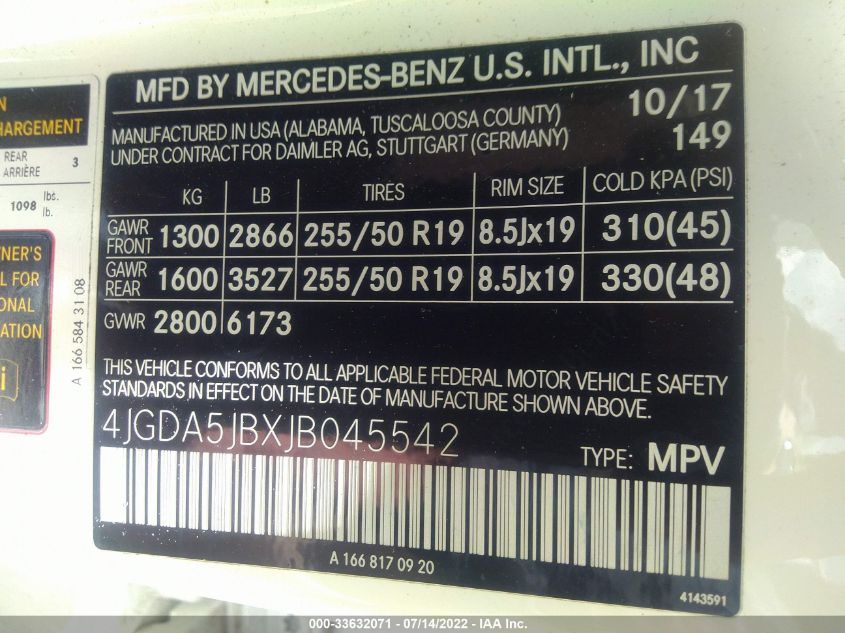 N
HARGEMENT
REAR
ARRIÈRE 3
1098 lbs.
lb.
WNER'S
L FOR
IONAL
ATION
i
A 166 584 31 08
MFD BY MERCEDES-BENZ U.S. INTL., INC
MANUFACTURED IN USA (ALABAMA, TUSCALOOSA COUNTY) 10/17
UNDER CONTRACT FOR DAIMLER AG, STUTTGART (GERMANY) 149
KG LB TIRES RIM SIZE COLD KPA (PSI)
GAWR FRONT 1300 2866 255/50 R19 8.5Jx19 310(45)
GAWR REAR 1600 3527 255/50 R19 8.5Jx19 330(48)
GVWR 2800 6173
THIS VEHICLE CONFORMS TO ALL APPLICABLE FEDERAL MOTOR VEHICLE SAFETY
STANDARDS IN EFFECT ON THE DATE OF MANUFACTURE SHOWN ABOVE.
4JGDA5JBXJB045542
TYPE: MPV
A 166 817 09 20
4143591
000-33632071 - 07/14/2022 - IAA Inc.